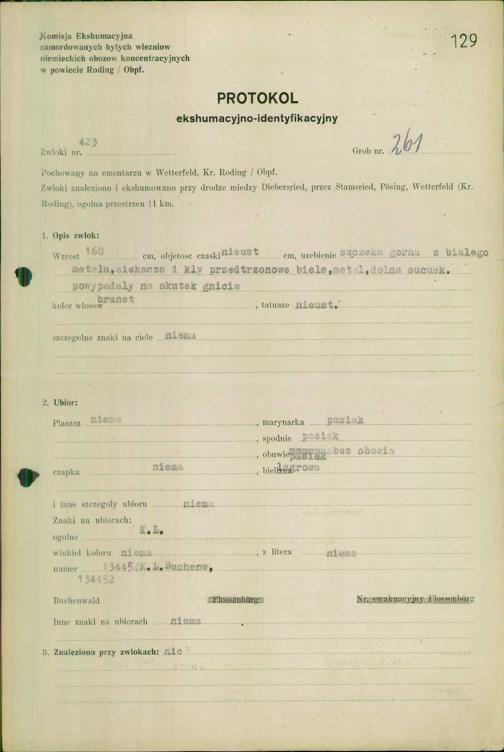 129
Komisja Ekshumacyjna
zamordowanych bylych wiezniow
niemieckich obozow koncentracyjnych
w powiecie Roding / Obpf.
PROTOKOL
ekshumacyjno-identyfikacyjny
Zwloki nr. 423
Grob nr. 261
Pochowany na cmentarzu w Wetterfeld, Kr. Roding / Obpf.
Zwloki znaleziono i ekshumowano przy drodze miedzy Diebersried, przez Stamsried, Pösing, Wetterfeld (Kr.
Roding), ogolna przestrzen 11 km.
1. Opis zwlok:
Wzrost 168 cm, objetosc czaski nieust cm, uzebienie szczeka gorna z bialego
metalu, siekacze i kly przedtrzonowe biele, metal, dolna
powypadaly na skutek gnicia
kolor wlosow brunet , tatuaze nieust.
szczegolne znaki na ciele niema
2. Ubior:
Plaszcz niema , marynarka pasiak
, spodnie pasiak
, obuwie bez obowia
czapka niema , bielizna lagrowa
i inne szczegoly ubioru niema
Znaki na ubiorach:
ogolne K.L.
winkiel koloru niema , z litera niema
numer 134452 K.L. Buchenw,
134452
Buchenwald Flossenbürg Nr. ewakuacyjny Flossenbürg
Inne znaki na ubiorach niema
3. Znaleziono przy zwlokach: nic